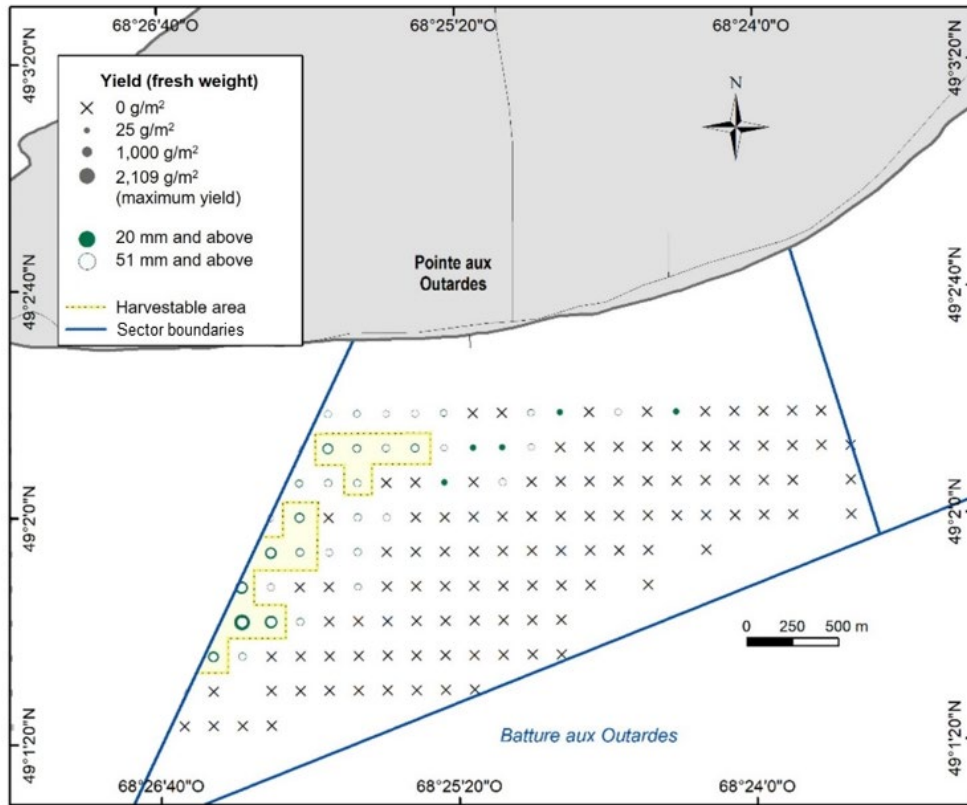 68°26'40"O
68°25'20"O
68°24'0"O
49°3'20"N
49°3'20"N
Yield (fresh weight)
0 g/m²
25 g/m²
1,000 g/m²
2,109 g/m²
(maximum yield)
20 mm and above
51 mm and above
Harvestable area
Sector boundaries
N
Pointe aux
Outardes
49°2'40"N
49°2'40"N
49°2'0"N
49°2'0"N
0 250 500 m
Batture aux Outardes
49°1'20"N
49°1'20"N
68°26'40"O
68°25'20"O
68°24'0"O